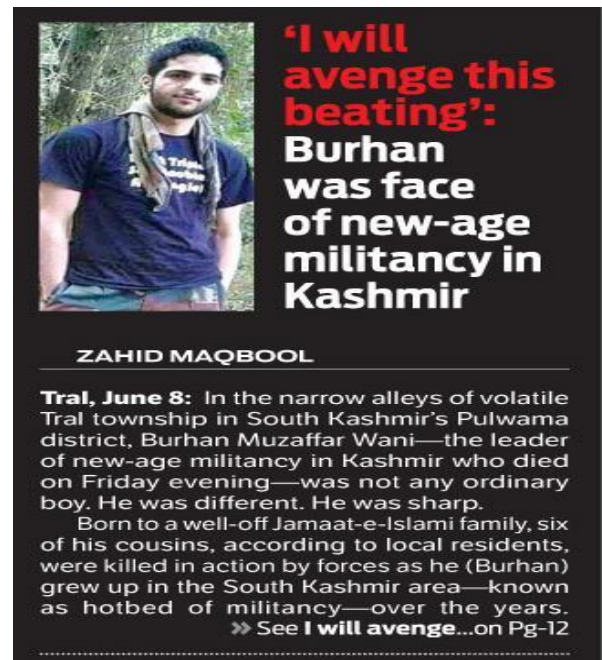 ‘I will
avenge this
beating’:
Burhan
was face
of new-age
militancy in
Kashmir
ZAHID MAQBOOL
Tral, June 8: In the narrow alleys of volatile
Tral township in South Kashmir’s Pulwama
district, Burhan Muzaffar Wani—the leader
of new-age militancy in Kashmir who died
on Friday evening—was not any ordinary
boy. He was different. He was sharp.
Born to a well-off Jamaat-e-Islami family, six
of his cousins, according to local residents,
were killed in action by forces as he (Burhan)
grew up in the South Kashmir area—known
as hotbed of militancy—over the years.
» See I will avenge...on Pg-12